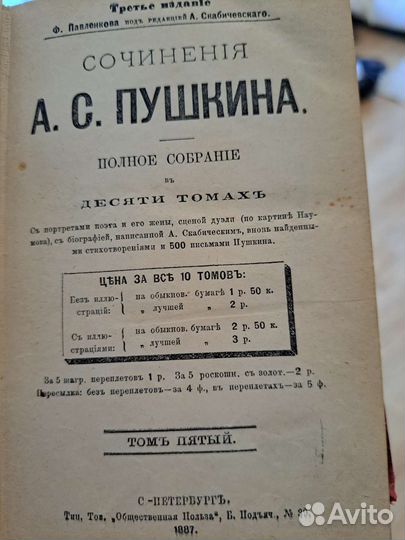 Третье изданіе
Ф. Павленкова подъ редакціей А. Скабичевскаго.
СОЧИНЕНІЯ
А. С. ПУШКИНА.
ПОЛНОЕ СОБРАНІЕ
ВЪ
ДЕСЯТИ ТОМАХЪ
Съ портретами поэта и его жены, сценой дуэли (по картинѣ Нау-
мова), съ біографіей, написанной А. Скабическимъ, вновь найденны-
ми стихотвореніями и 500 письмами Пушкина.
ЦѢНА ЗА ВСѢ 10 ТОМОВЪ:
Безъ иллю- на обыкнов. бумагѣ 1 р. 50 к.
страцій: „ лучшей „ 2 р.
Съ иллю- на обыкнов. бумагѣ 2 р. 50 к.
страціями: „ лучшей „ 3 р.
За 5 шагр. переплетовъ 1 р. За 5 роскошн. съ золот.—2 р.
Пересылка: безъ переплетовъ—за 4 ф., въ переплетахъ—за 5 ф.
ТОМЪ ПЯТЫЙ.
С.-ПЕТЕРБУРГЪ.
Тип. Тов. „Общественная Польза", Б. Подъяч., №
1887.
Avito